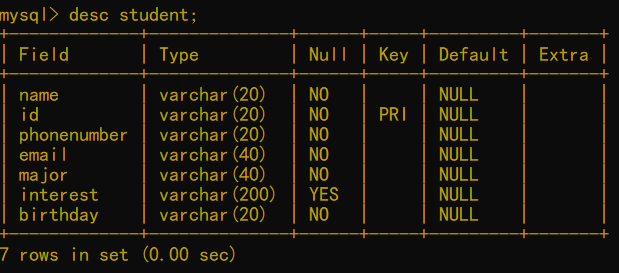 mysql> desc student;
+-------------+--------------+------+-----+---------+-------+
| Field       | Type         | Null | Key | Default | Extra |
+-------------+--------------+------+-----+---------+-------+
| name        | varchar(20)  | NO   |     | NULL    |       |
| id          | varchar(20)  | NO   | PRI | NULL    |       |
| phonenumber | varchar(20)  | NO   |     | NULL    |       |
| email       | varchar(40)  | NO   |     | NULL    |       |
| major       | varchar(40)  | NO   |     | NULL    |       |
| interest    | varchar(200) | YES  |     | NULL    |       |
| birthday    | varchar(20)  | NO   |     | NULL    |       |
+-------------+--------------+------+-----+---------+-------+
7 rows in set (0.00 sec)